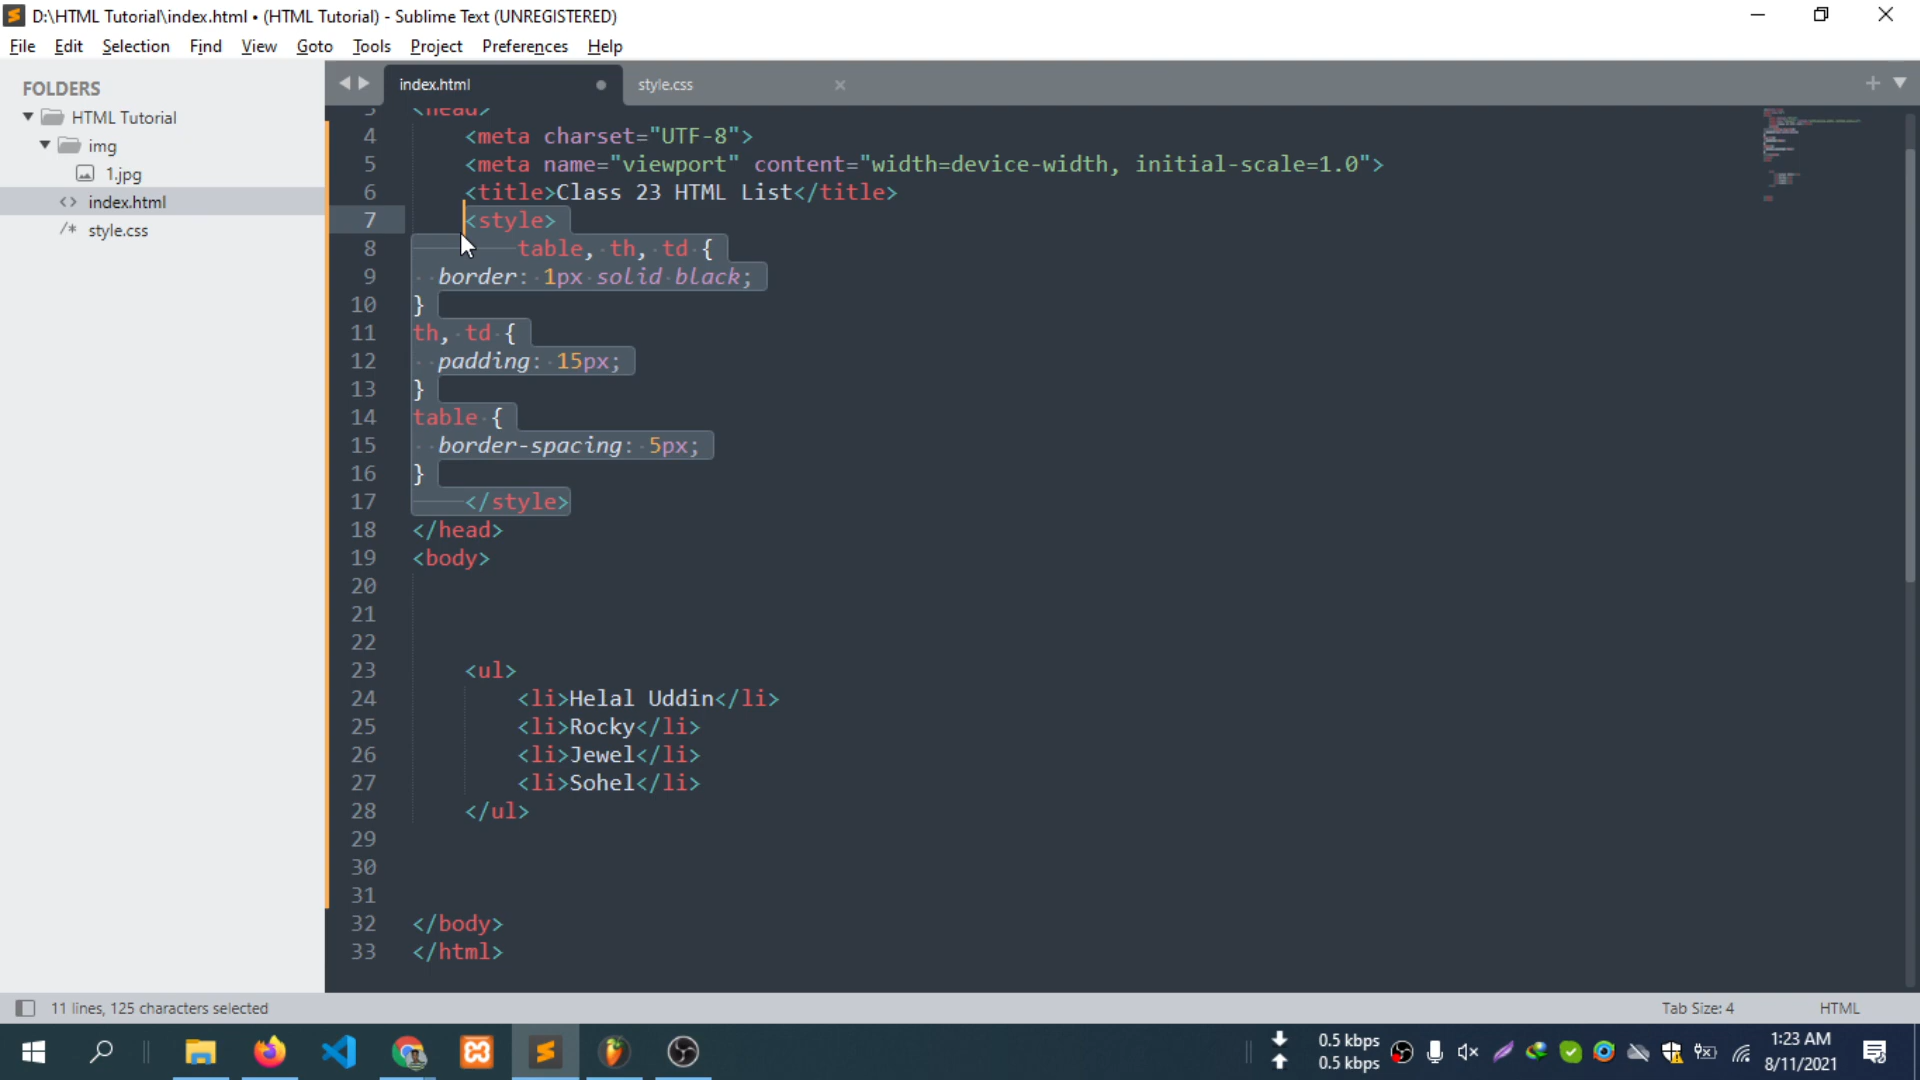 D:\HTML Tutorial\index.html • (HTML Tutorial) - Sublime Text (UNREGISTERED)
File Edit Selection Find View Goto Tools Project Preferences Help
FOLDERS
HTML Tutorial
img
1.jpg
<> index.html
/* style.css
index.html
style.css
<head>
4 <meta charset="UTF-8">
5 <meta name="viewport" content="width=device-width, initial-scale=1.0">
6 <title>Class 23 HTML List</title>
7 <style>
8 table, th, td {
9 border: 1px solid black;
10 }
11 th, td {
12 padding: 15px;
13 }
14 table {
15 border-spacing: 5px;
16 }
17 </style>
18 </head>
19 <body>
20
21
22
23 <ul>
24 <li>Helal Uddin</li>
25 <li>Rocky</li>
26 <li>Jewel</li>
27 <li>Sohel</li>
28 </ul>
29
30
31
32 </body>
33 </html>
11 lines, 125 characters selected
Tab Size: 4 HTML
0.5 kbps
0.5 kbps
1:23 AM
8/11/2021